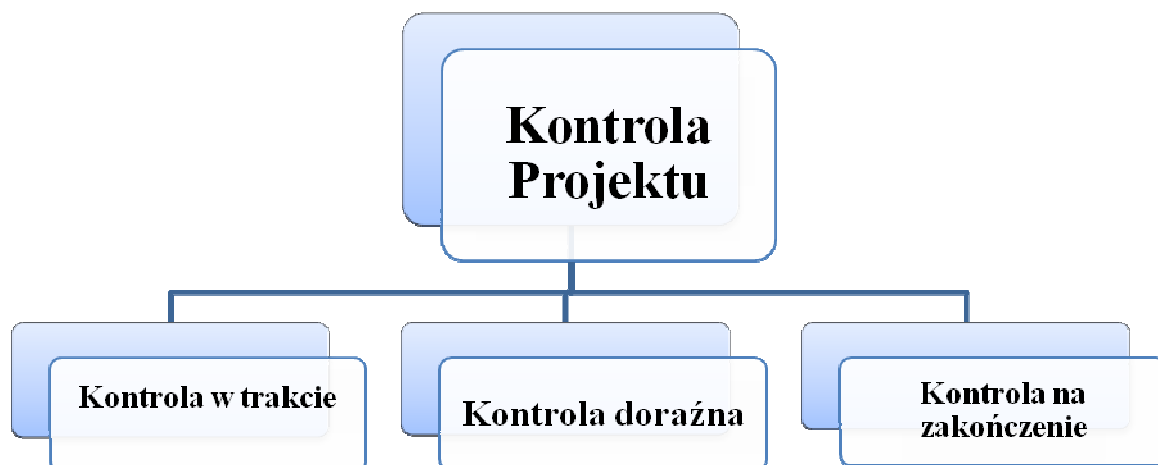 Kontrola
Projektu
Kontrola w trakcie
Kontrola doraźna
Kontrola na
zakończenie